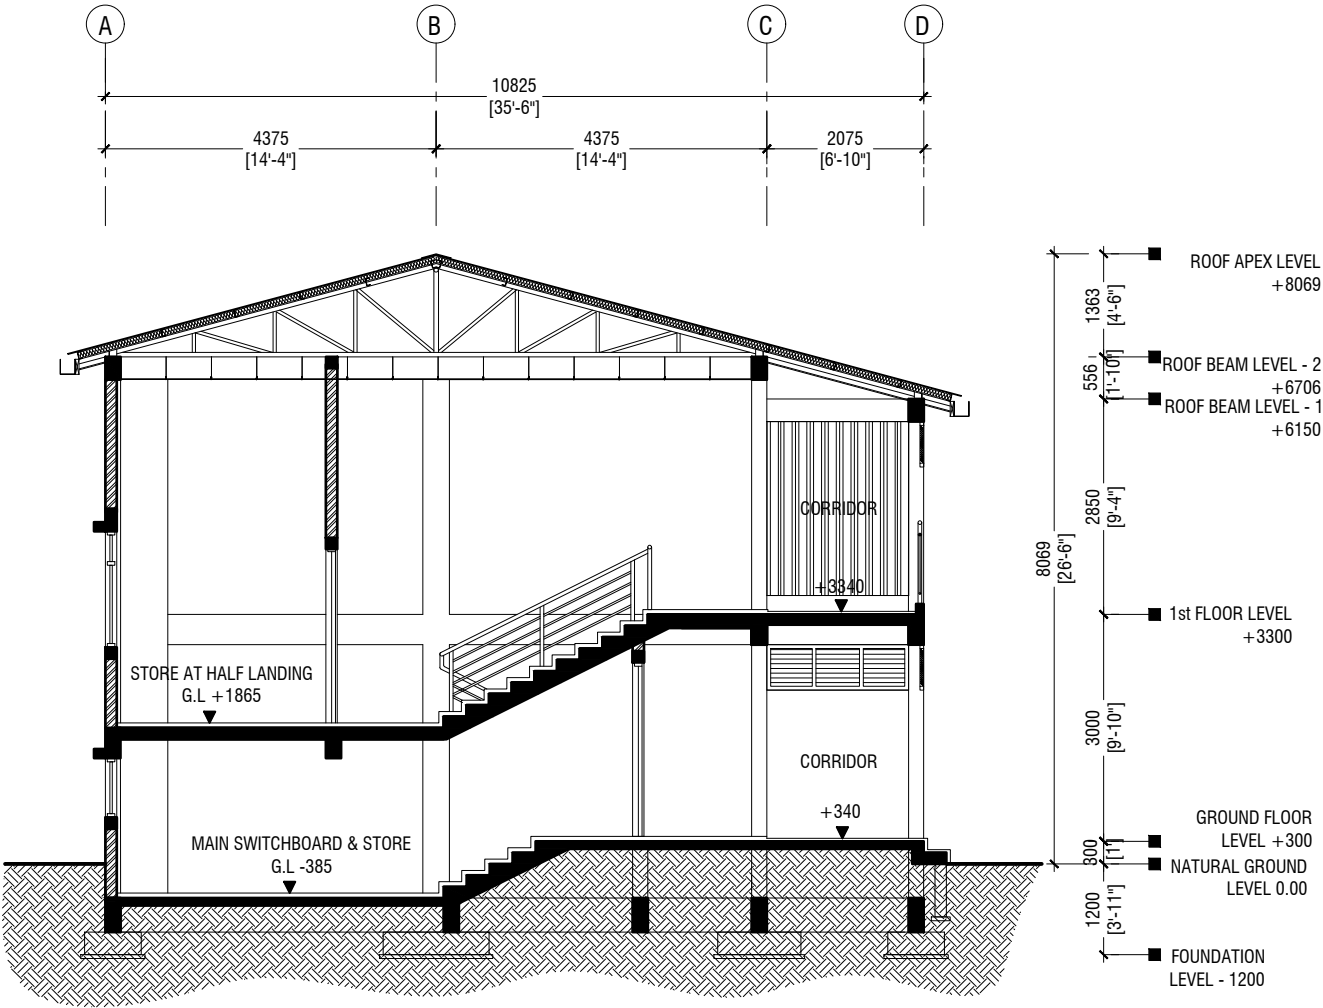 A
B
C
D
10825
[35'-6"]
4375
[14'-4"]
4375
[14'-4"]
2075
[6'-10"]
ROOF APEX LEVEL
+8069
1363
[4'-6"]
ROOF BEAM LEVEL - 2
+6706
556
[1'-10"]
ROOF BEAM LEVEL - 1
+6150
CORRIDOR
2850
[9'-4"]
8069
[26'-6"]
+3340
1st FLOOR LEVEL
+3300
STORE AT HALF LANDING
G.L +1865
3000
[9'-10"]
CORRIDOR
+340
MAIN SWITCHBOARD & STORE
G.L -385
GROUND FLOOR
LEVEL +300
300
[1']
NATURAL GROUND
LEVEL 0.00
1200
[3'-11"]
FOUNDATION
LEVEL - 1200